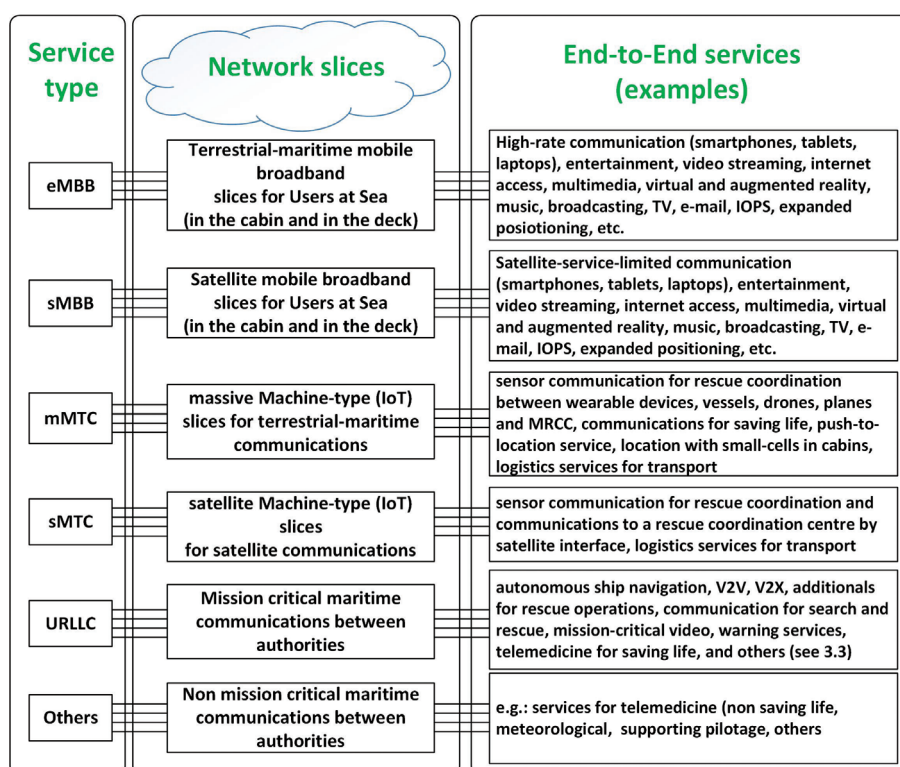 Service
type
Network slices
End-to-End services
(examples)
eMBB
Terrestrial-maritime mobile
broadband
slices for Users at Sea
(in the cabin and in the deck)
High-rate communication (smartphones, tablets,
laptops), entertainment, video streaming, internet
access, multimedia, virtual and augmented reality,
music, broadcasting, TV, e-mail, IOPS, expanded
posiotioning, etc.
sMBB
Satellite mobile broadband
slices for Users at Sea
(in the cabin and in the deck)
Satellite-service-limited communication
(smartphones, tablets, laptops), entertainment,
video streaming, internet access, multimedia, virtual
and augmented reality, music, broadcasting, TV, e-
mail, IOPS, expanded positioning, etc.
mMTC
massive Machine-type (IoT)
slices for terrestrial-maritime
communications
sensor communication for rescue coordination
between wearable devices, vessels, drones, planes
and MRCC, communications for saving life, push-to-
location service, location with small-cells in cabins,
logistics services for transport
sMTC
satellite Machine-type (IoT)
slices
for satellite communications
sensor communication for rescue coordination and
communications to a rescue coordination centre by
satellite interface, logistics services for transport
URLLC
Mission critical maritime
communications between
authorities
autonomous ship navigation, V2V, V2X, additionals
for rescue operations, communication for search and
rescue, mission-critical video, warning services,
telemedicine for saving life, and others (see 3.3)
Others
Non mission critical maritime
communications between
authorities
e.g.: services for telemedicine (non saving life,
meteorological, supporting pilotage, others